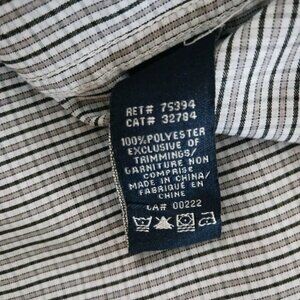 RET# 75394
CAT# 32784
100%POLYESTER
EXCLUSIVE OF
TRIMMINGS/
GARNITURE NON
COMPRISE
MADE IN CHINA/
FABRIQUÉ EN
CHINE
CA# 00222